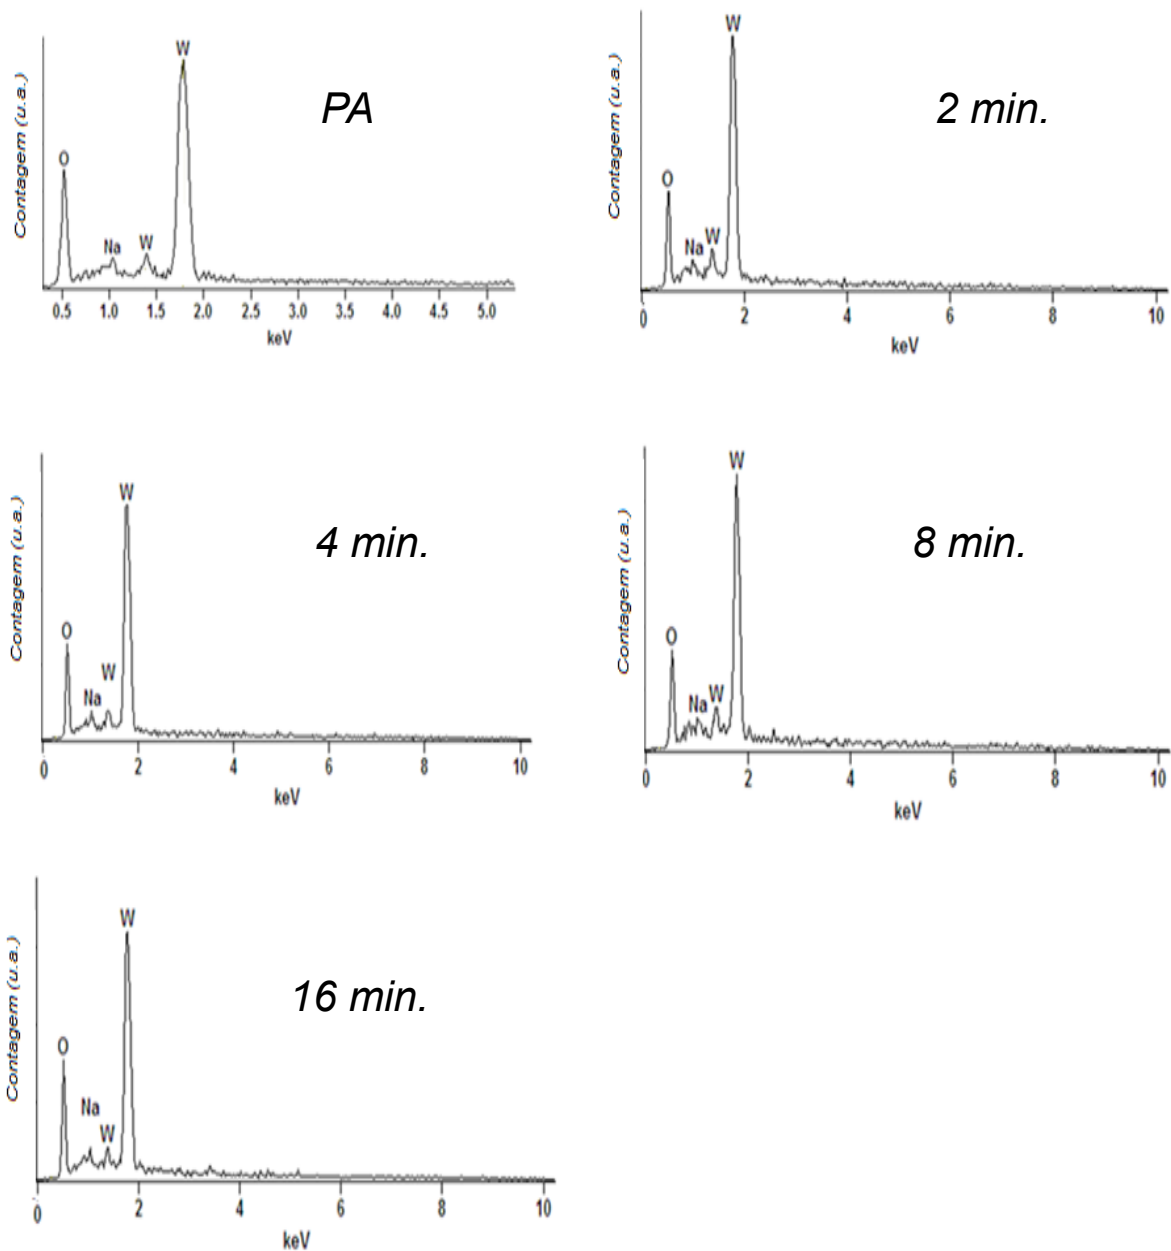 Contagem (u.a.)
W
PA
O
Na
W
0.5 1.0 1.5 2.0 2.5 3.0 3.5 4.0 4.5 5.0
keV
Contagem (u.a.)
W
2 min.
O
Na
W
0 2 4 6 8 10
keV
Contagem (u.a.)
W
4 min.
O
W
Na
0 2 4 6 8 10
keV
Contagem (u.a.)
W
8 min.
O
Na
W
0 2 4 6 8 10
keV
Contagem (u.a.)
W
16 min.
O
Na
W
0 2 4 6 8 10
keV